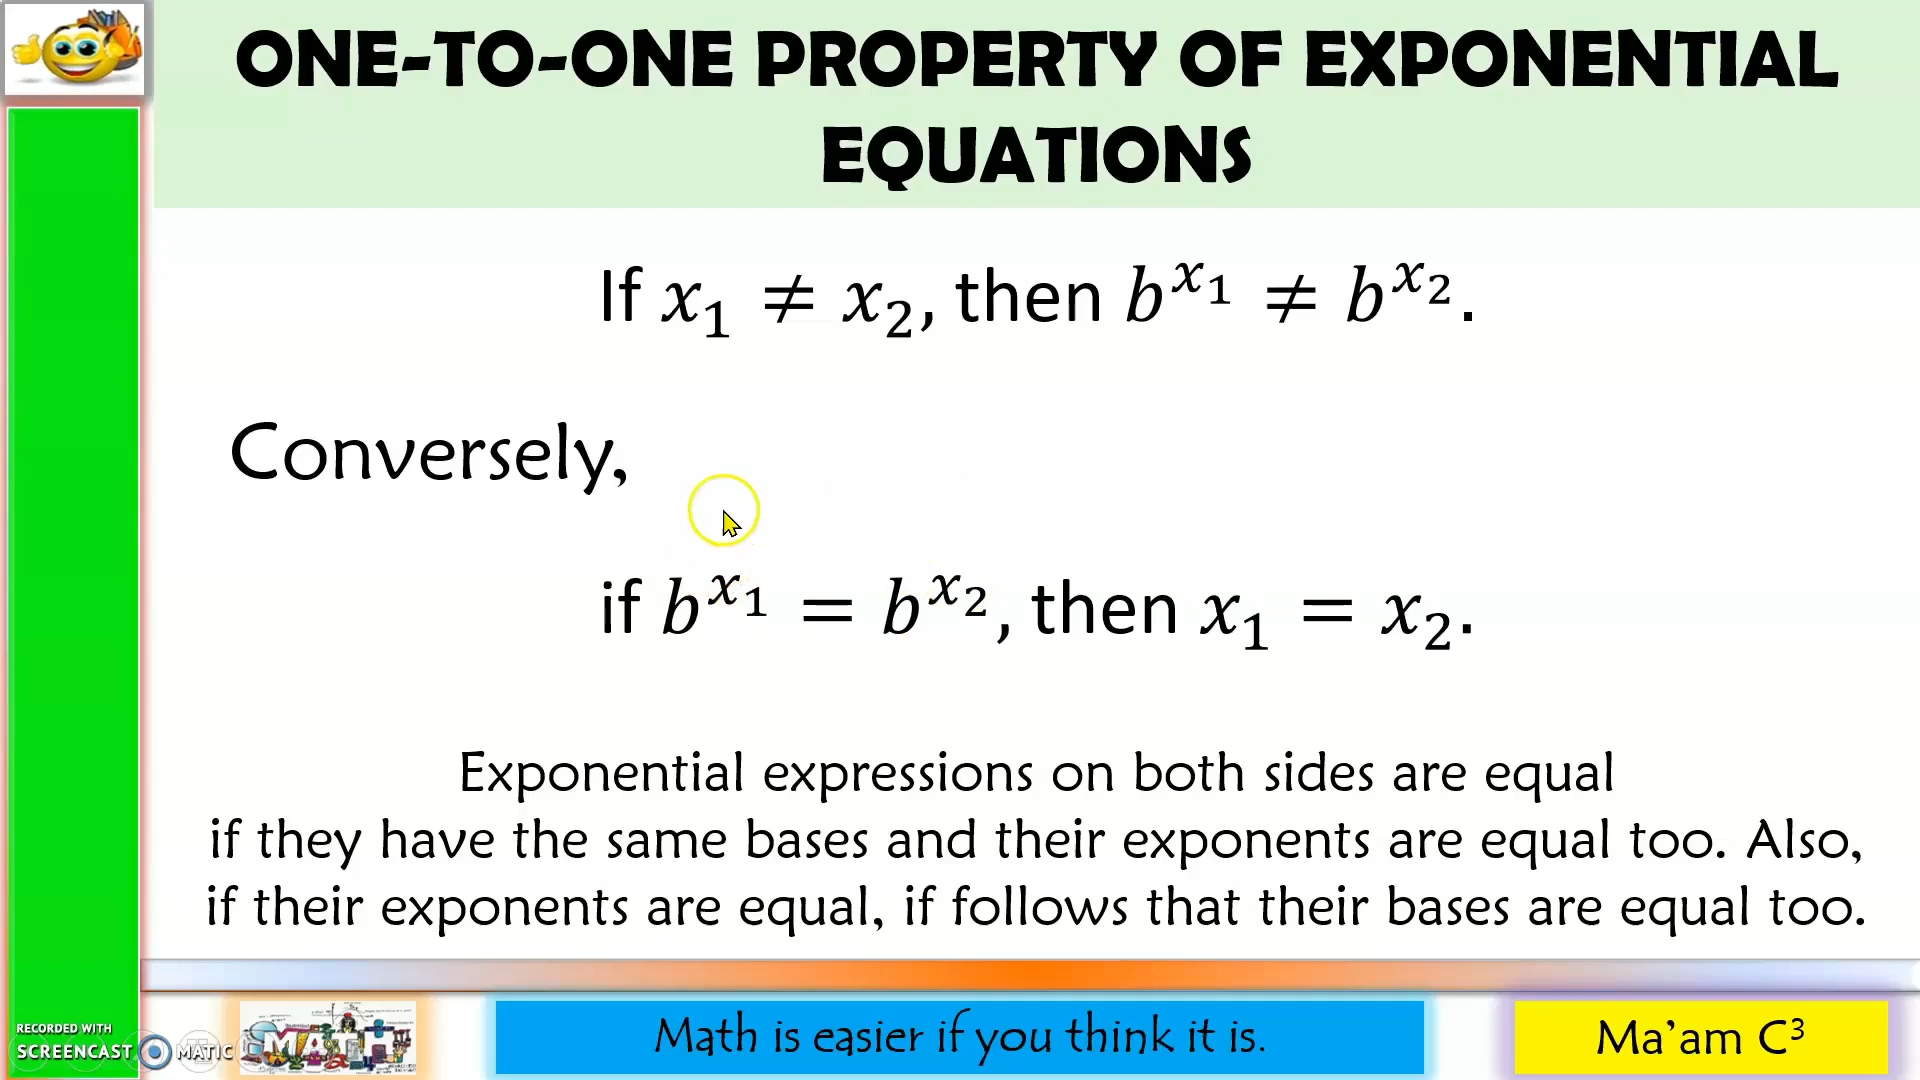 ONE-TO-ONE PROPERTY OF EXPONENTIAL
EQUATIONS
If x₁ ≠ x₂, then b^{x₁} ≠ b^{x₂}.
Conversely,
if b^{x₁} = b^{x₂}, then x₁ = x₂.
Exponential expressions on both sides are equal
if they have the same bases and their exponents are equal too. Also,
if their exponents are equal, if follows that their bases are equal too.
RECORDED WITH
SCREENCAST MATIC
MATH
Math is easier if you think it is.
Ma’am C³